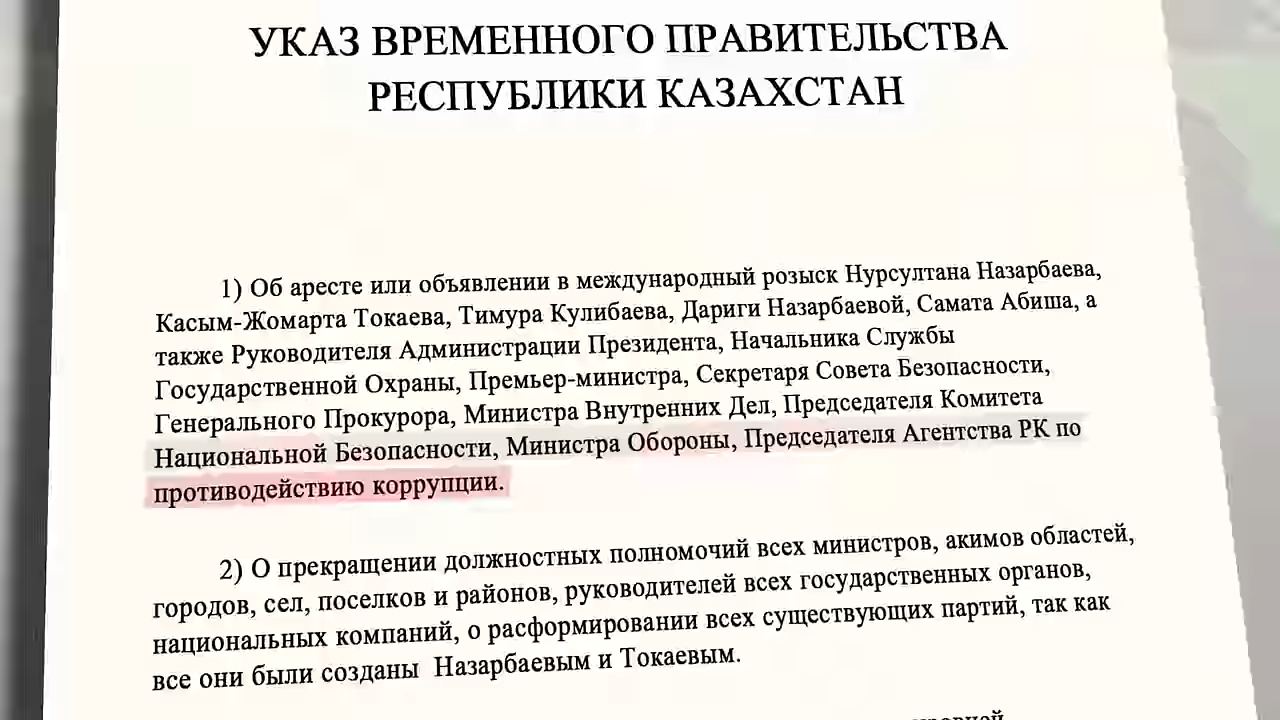 УКАЗ ВРЕМЕННОГО ПРАВИТЕЛЬСТВА
РЕСПУБЛИКИ КАЗАХСТАН
1) Об аресте или объявлении в международный розыск Нурсултана Назарбаева,
Касым-Жомарта Токаева, Тимура Кулибаева, Дариги Назарбаевой, Самата Абиша, а
также Руководителя Администрации Президента, Начальника Службы
Государственной Охраны, Премьер-министра, Секретаря Совета Безопасности,
Генерального Прокурора, Министра Внутренних Дел, Председателя Комитета
Национальной Безопасности, Министра Обороны, Председателя Агентства РК по
противодействию коррупции.
2) О прекращении должностных полномочий всех министров, акимов областей,
городов, сел, поселков и районов, руководителей всех государственных органов,
национальных компаний, о расформировании всех существующих партий, так как
все они были созданы  Назарбаевым и Токаевым.